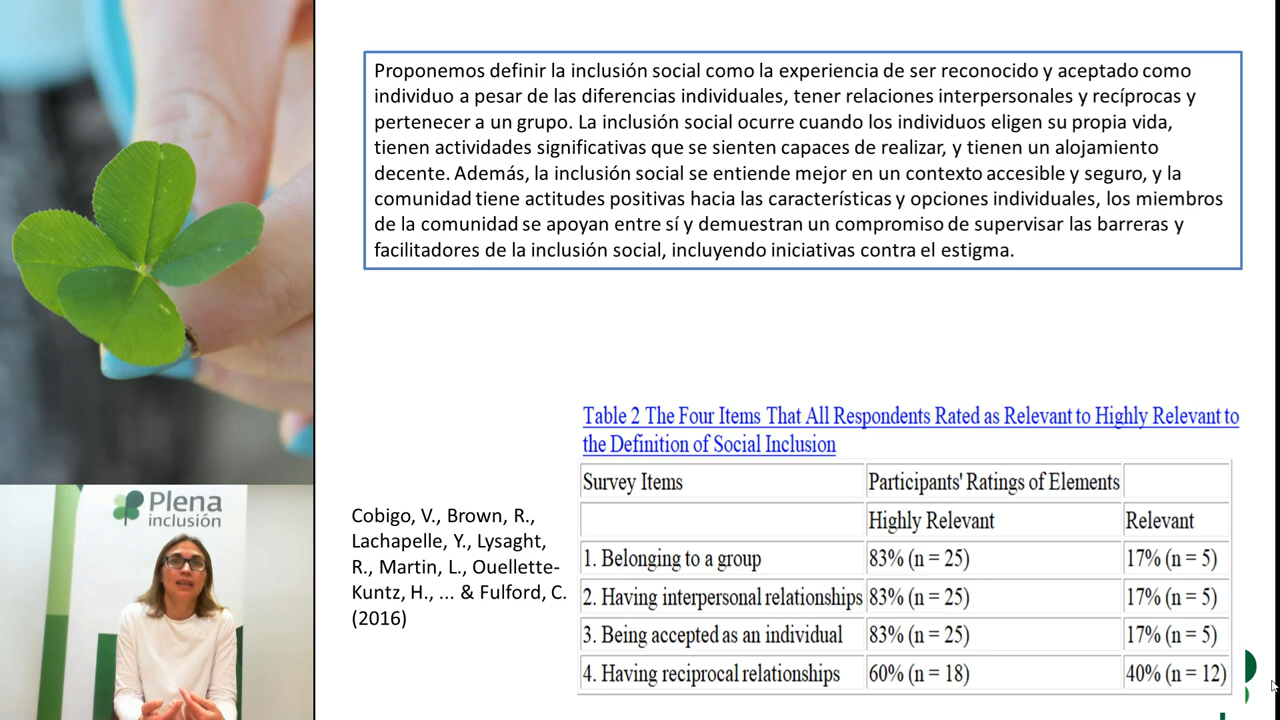 Proponemos definir la inclusión social como la experiencia de ser reconocido y aceptado como
individuo a pesar de las diferencias individuales, tener relaciones interpersonales y recíprocas y
pertenecer a un grupo. La inclusión social ocurre cuando los individuos eligen su propia vida,
tienen actividades significativas que se sienten capaces de realizar, y tienen un alojamiento
decente. Además, la inclusión social se entiende mejor en un contexto accesible y seguro, y la
comunidad tiene actitudes positivas hacia las características y opciones individuales, los miembros
de la comunidad se apoyan entre sí y demuestran un compromiso de supervisar las barreras y
facilitadores de la inclusión social, incluyendo iniciativas contra el estigma.
Table 2 The Four Items That All Respondents Rated as Relevant to Highly Relevant to
the Definition of Social Inclusion
Survey Items Participants' Ratings of Elements
Highly Relevant Relevant
1. Belonging to a group 83% (n = 25) 17% (n = 5)
2. Having interpersonal relationships 83% (n = 25) 17% (n = 5)
3. Being accepted as an individual 83% (n = 25) 17% (n = 5)
4. Having reciprocal relationships 60% (n = 18) 40% (n = 12)
Cobigo, V., Brown, R.,
Lachapelle, Y., Lysaght,
R., Martin, L., Ouellette-
Kuntz, H., ... & Fulford, C.
(2016)
Plena
inclusión